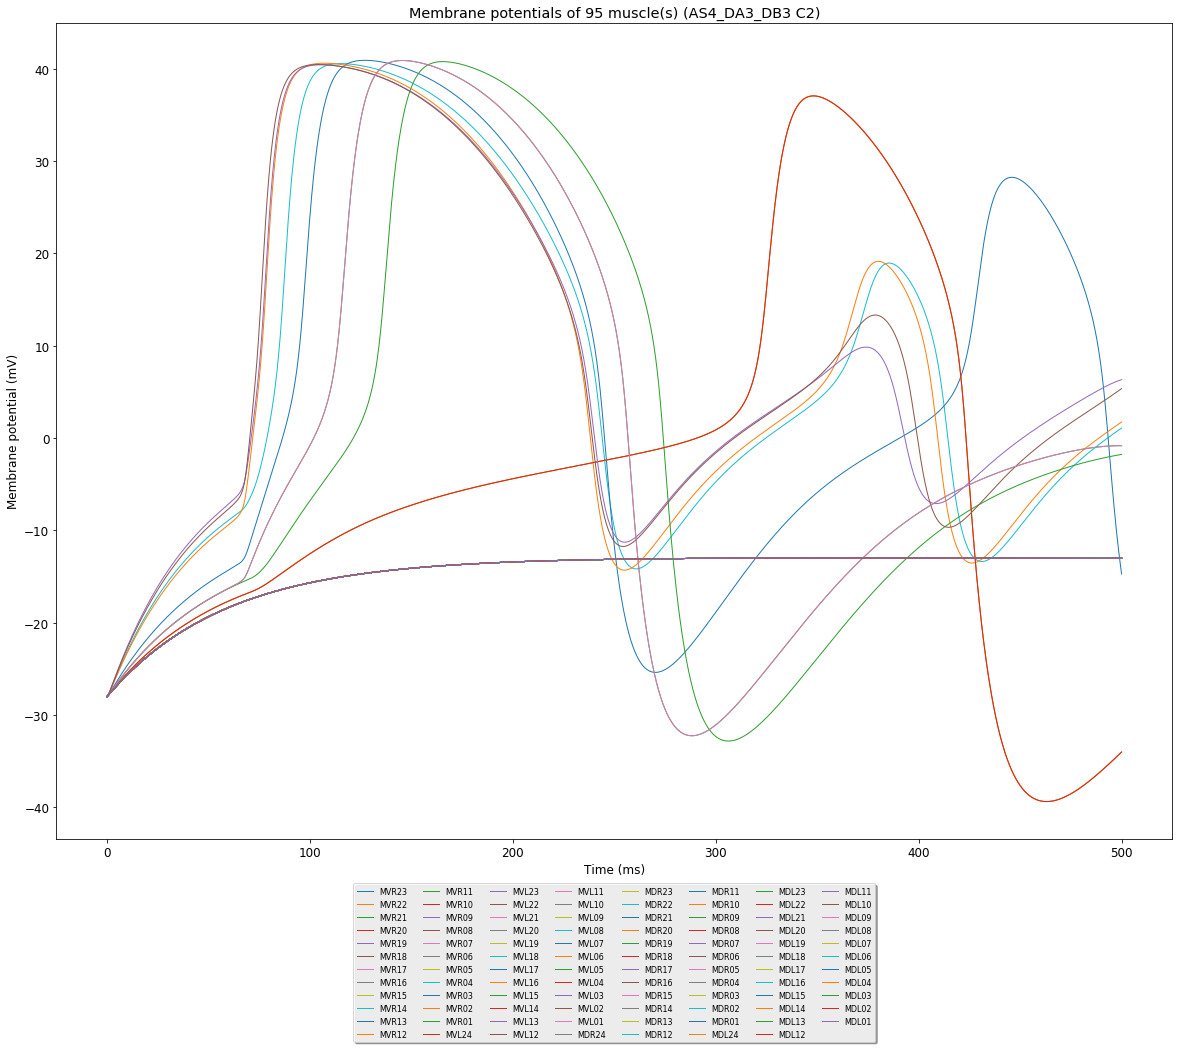 Membrane potentials of 95 muscle(s) (AS4_DA3_DB3 C2)
Membrane potential (mV)
40
30
20
10
0
−10
−20
−30
−40
0 100 200 300 400 500
Time (ms)
MVR23 MVR11 MVL23 MVL11 MDR23 MDR11 MDL23 MDL11
MVR22 MVR10 MVL22 MVL10 MDR22 MDR10 MDL22 MDL10
MVR21 MVR09 MVL21 MVL09 MDR21 MDR09 MDL21 MDL09
MVR20 MVR08 MVL20 MVL08 MDR20 MDR08 MDL20 MDL08
MVR19 MVR07 MVL19 MVL07 MDR19 MDR07 MDL19 MDL07
MVR18 MVR06 MVL18 MVL06 MDR18 MDR06 MDL18 MDL06
MVR17 MVR05 MVL17 MVL05 MDR17 MDR05 MDL17 MDL05
MVR16 MVR04 MVL16 MVL04 MDR16 MDR04 MDL16 MDL04
MVR15 MVR03 MVL15 MVL03 MDR15 MDR03 MDL15 MDL03
MVR14 MVR02 MVL14 MVL02 MDR14 MDR02 MDL14 MDL02
MVR13 MVR01 MVL13 MVL01 MDR13 MDR01 MDL13 MDL01
MVR12 MVL24 MVL12 MDR24 MDR12 MDL24 MDL12